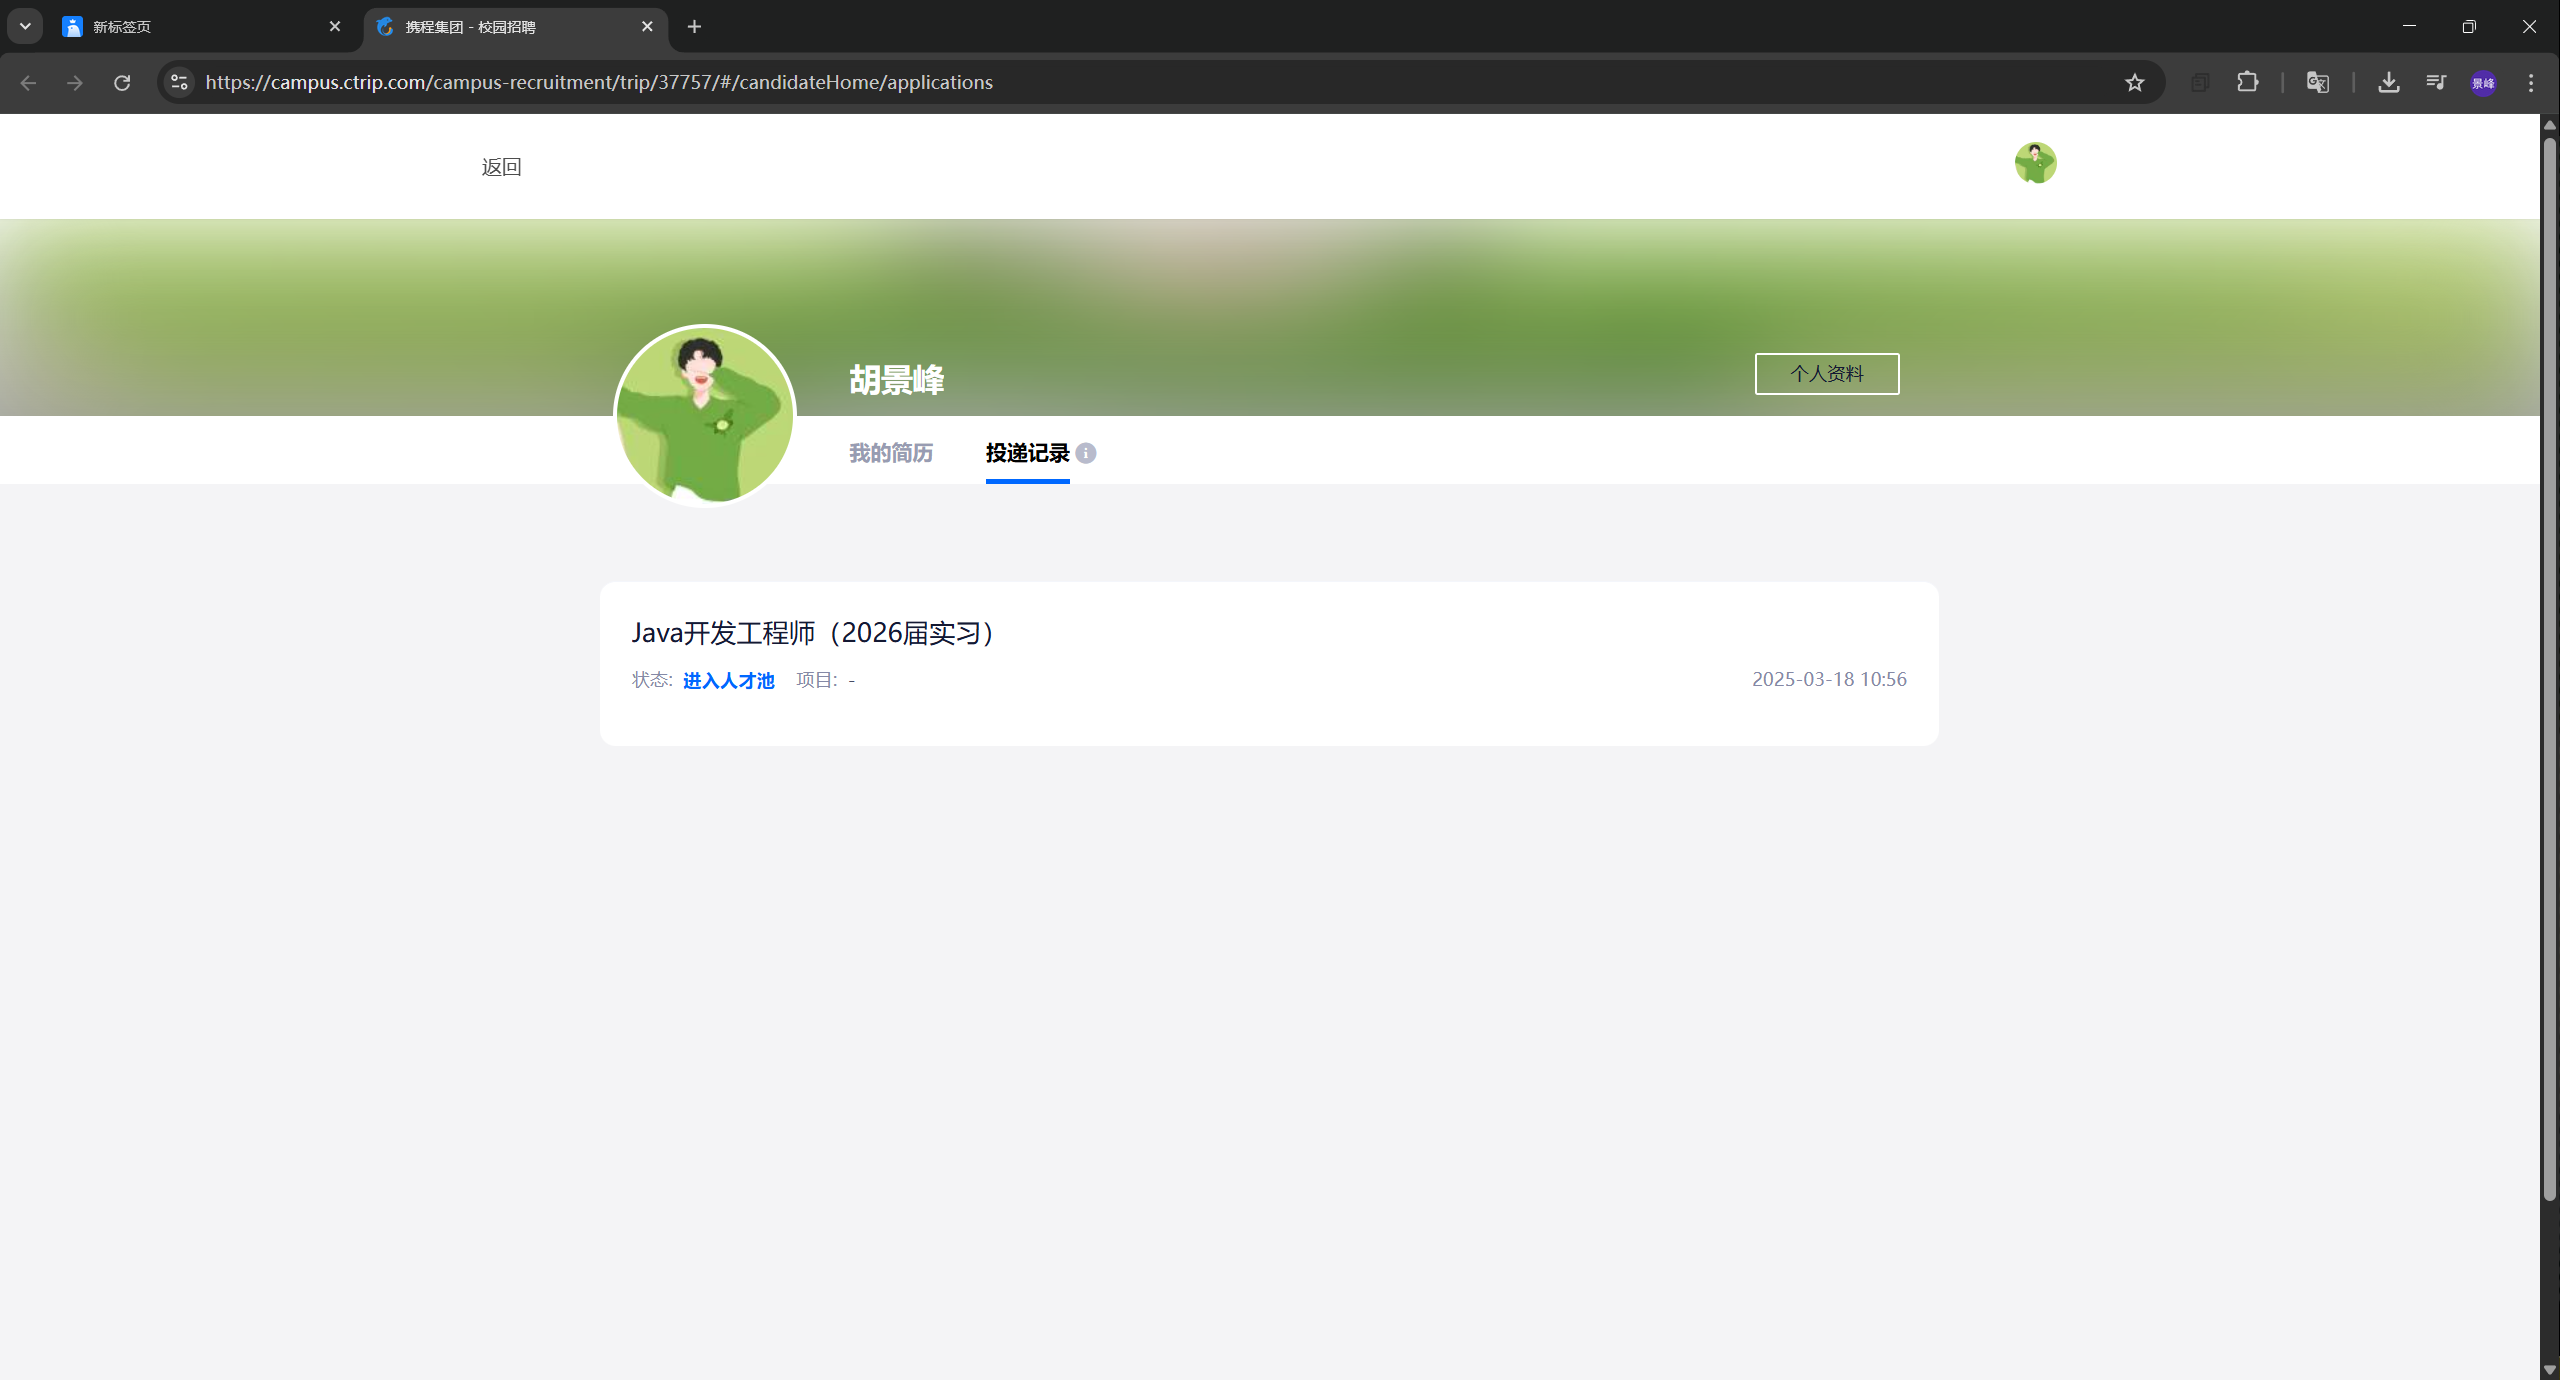 新标签页
携程集团 - 校园招聘
https://campus.ctrip.com/campus-recruitment/trip/37757/#/candidateHome/applications
景峰
返回
胡景峰
个人资料
我的简历
投递记录
Java开发工程师（2026届实习）
状态: 进入人才池 项目: -
2025-03-18 10:56